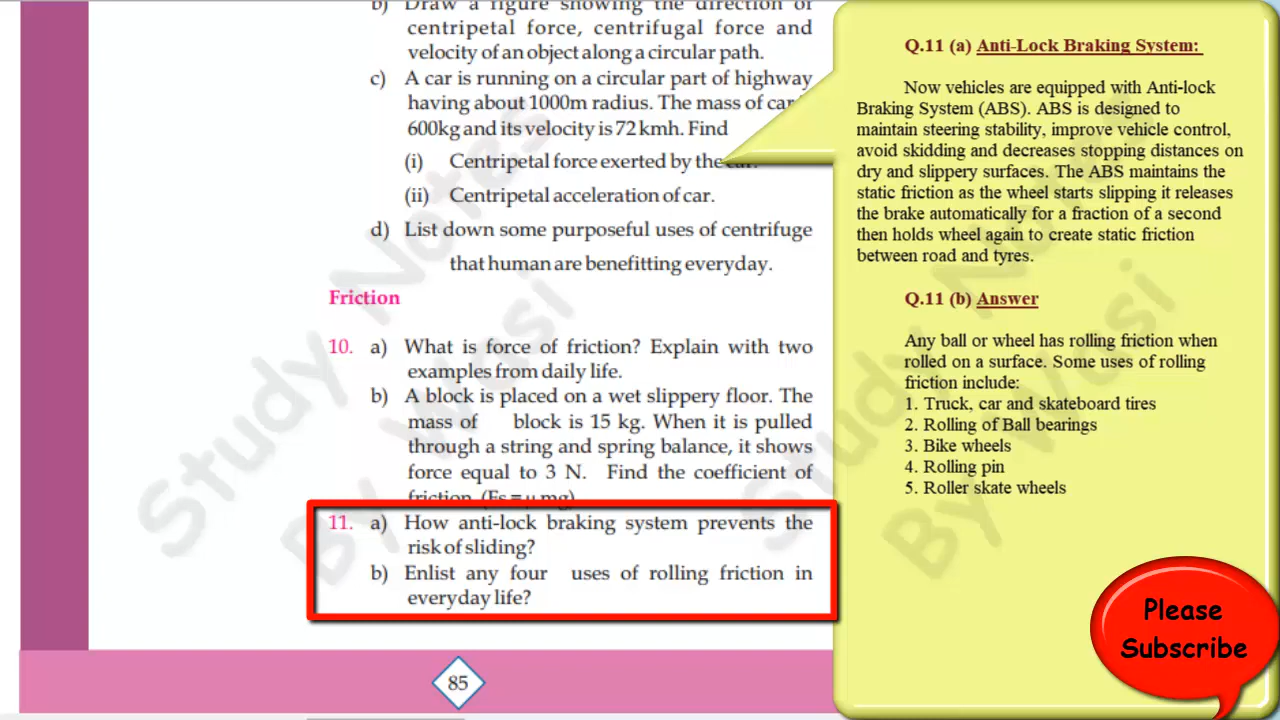 b) Draw a figure showing the direction of
centripetal force, centrifugal force and
velocity of an object along a circular path.
c) A car is running on a circular part of highway
having about 1000m radius. The mass of car
600kg and its velocity is 72 kmh. Find
(i) Centripetal force exerted by the car.
(ii) Centripetal acceleration of car.
d) List down some purposeful uses of centrifuge
that human are benefitting everyday.
Friction
10. a) What is force of friction? Explain with two
examples from daily life.
b) A block is placed on a wet slippery floor. The
mass of block is 15 kg. When it is pulled
through a string and spring balance, it shows
force equal to 3 N. Find the coefficient of
friction. (Fs = μ mg)
11. a) How anti-lock braking system prevents the
risk of sliding?
b) Enlist any four uses of rolling friction in
everyday life?
85
Q.11 (a) Anti-Lock Braking System:
Now vehicles are equipped with Anti-lock
Braking System (ABS). ABS is designed to
maintain steering stability, improve vehicle control,
avoid skidding and decreases stopping distances on
dry and slippery surfaces. The ABS maintains the
static friction as the wheel starts slipping it releases
the brake automatically for a fraction of a second
then holds wheel again to create static friction
between road and tyres.
Q.11 (b) Answer
Any ball or wheel has rolling friction when
rolled on a surface. Some uses of rolling
friction include:
1. Truck, car and skateboard tires
2. Rolling of Ball bearings
3. Bike wheels
4. Rolling pin
5. Roller skate wheels
Please
Subscribe
Study Notes
By Wasi
Study Notes
By Wasi